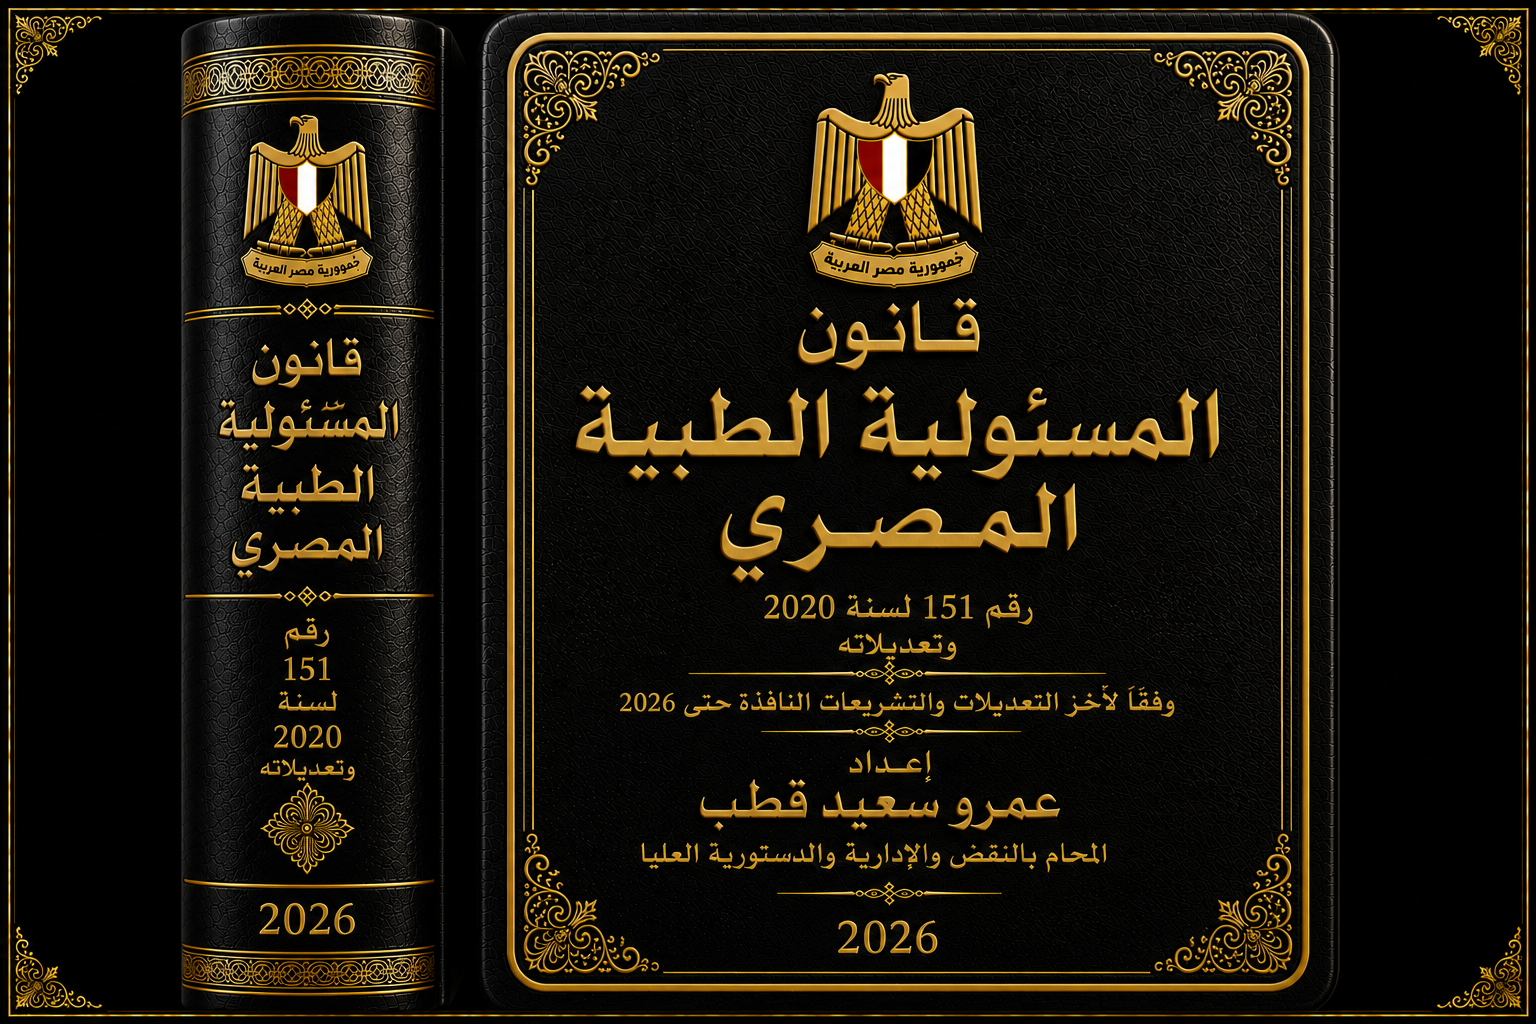 جمهورية مصر العربية
قانون
المسئولية
الطبية
المصري
رقم
151
لسنة
2020
وتعديلاته
2026
جمهورية مصر العربية
قانون
المسئولية الطبية
المصري
رقم 151 لسنة 2020
وتعديلاته
وفقًا لآخر التعديلات والتشريعات النافذة حتى 2026
إعداد
عمرو سعيد قطب
المحام بالنقض والإدارية والدستورية العليا
2026